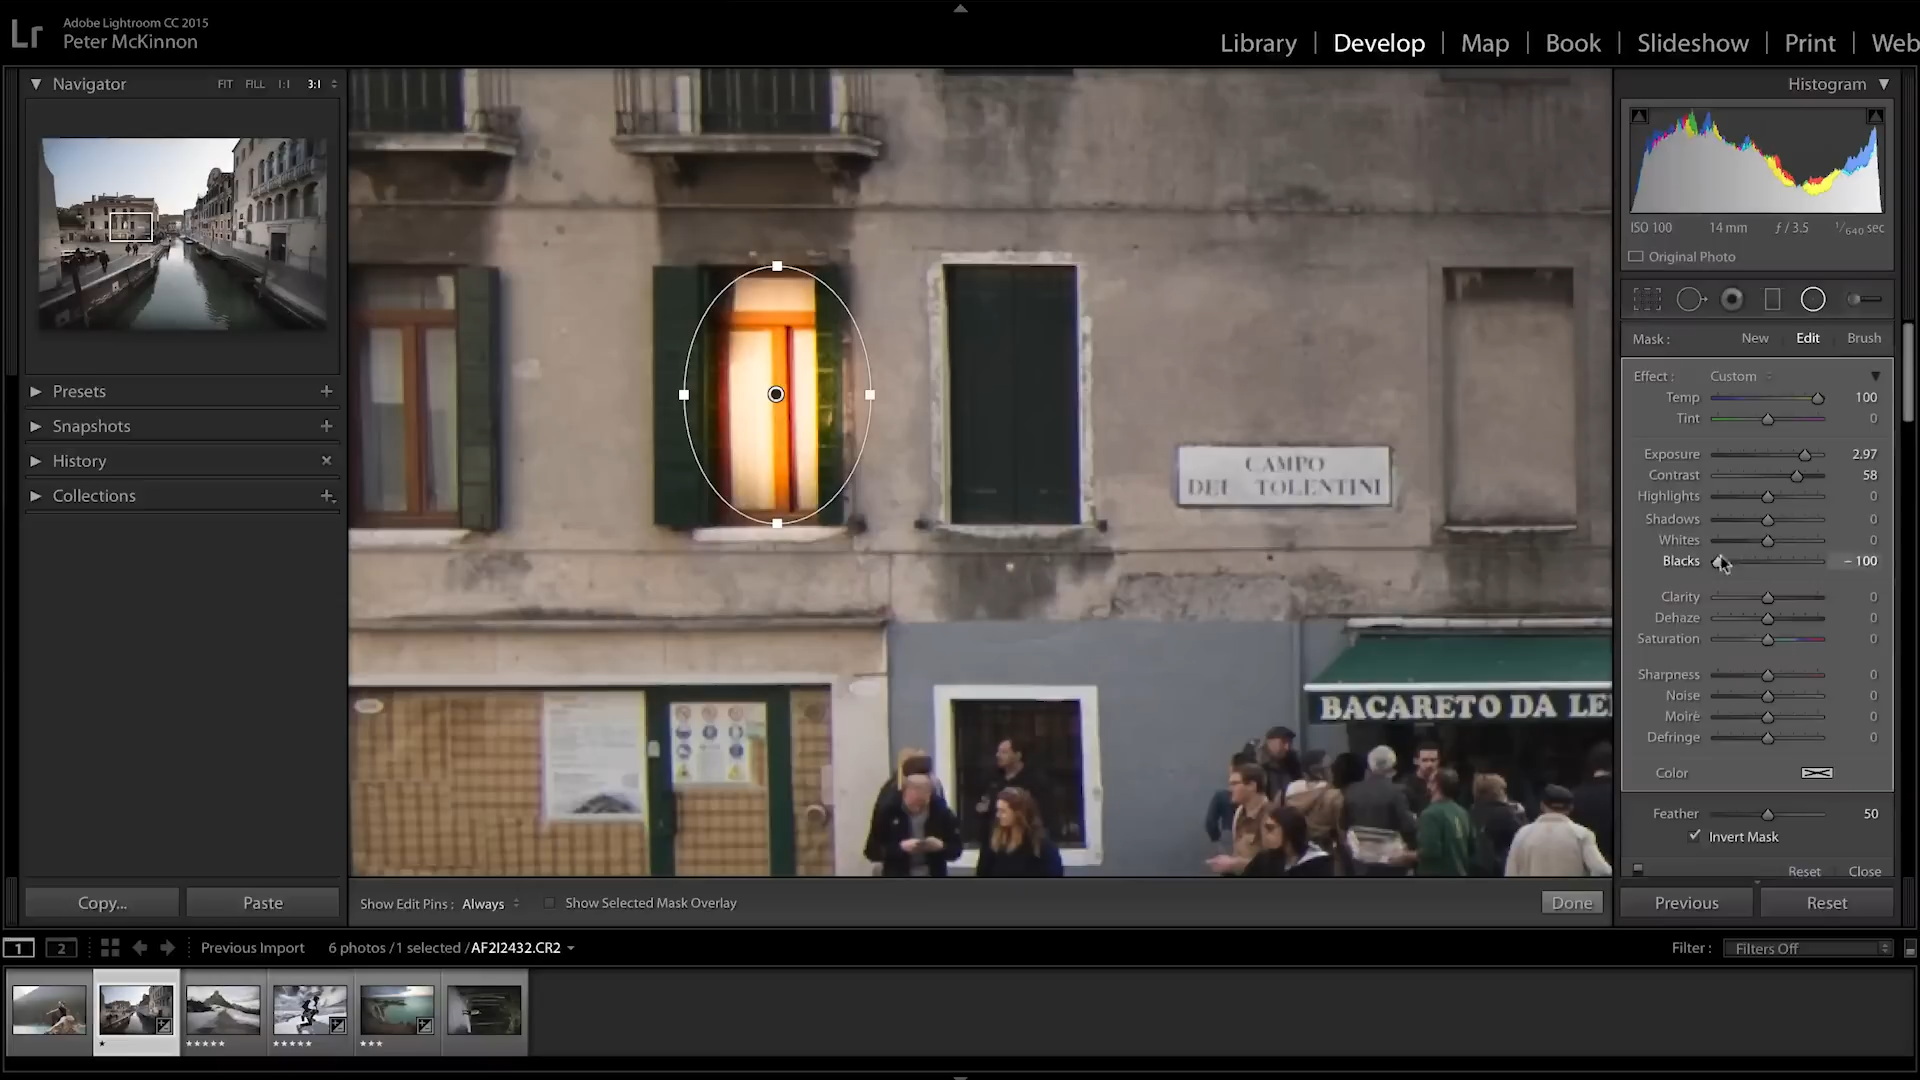 Lr
Adobe Lightroom CC 2015
Peter McKinnon
Library | Develop | Map | Book | Slideshow | Print | Web
Navigator FIT FILL 1:1 3:1
Presets
Snapshots
History
Collections
Copy...
Paste
CAMPO
DEI TOLENTINI
BACARETO DA LE
Show Edit Pins : Always
Show Selected Mask Overlay
Done
Histogram
ISO 100 14 mm ƒ / 3.5 1/640 sec
Original Photo
Mask : New Edit Brush
Effect : Custom
Temp 100
Tint 0
Exposure 2.97
Contrast 58
Highlights 0
Shadows 0
Whites 0
Blacks – 100
Clarity 0
Dehaze 0
Saturation 0
Sharpness 0
Noise 0
Moiré 0
Defringe 0
Color
Feather 50
Invert Mask
Reset Close
Previous
Reset
1 2 Previous Import 6 photos / 1 selected / AF2I2432.CR2
Filter : Filters Off